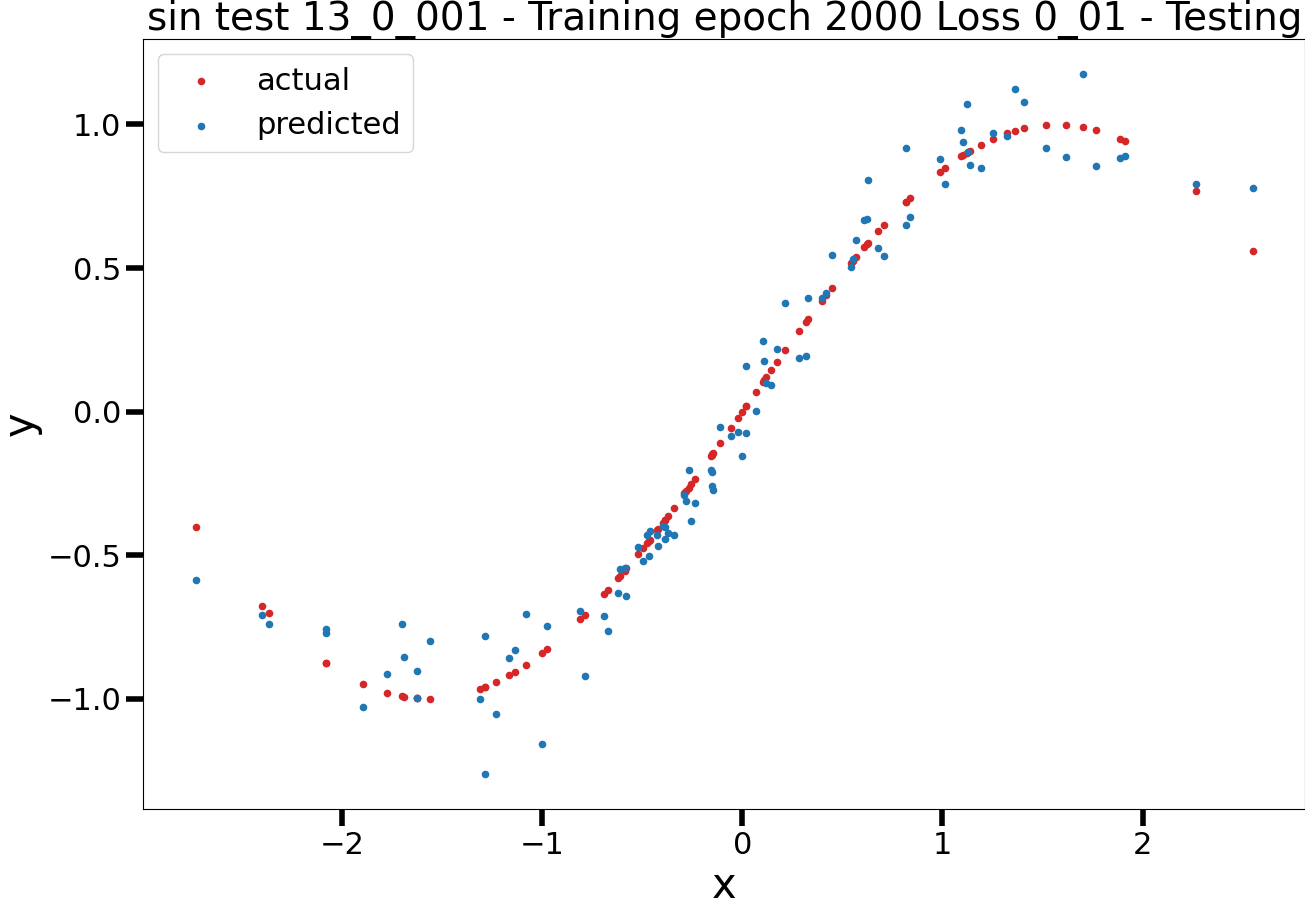 sin test 13_0_001 - Training epoch 2000 Loss 0_01 - Testing
actual
predicted
1.0
0.5
0.0
−0.5
−1.0
y
−2
−1
0
1
2
x